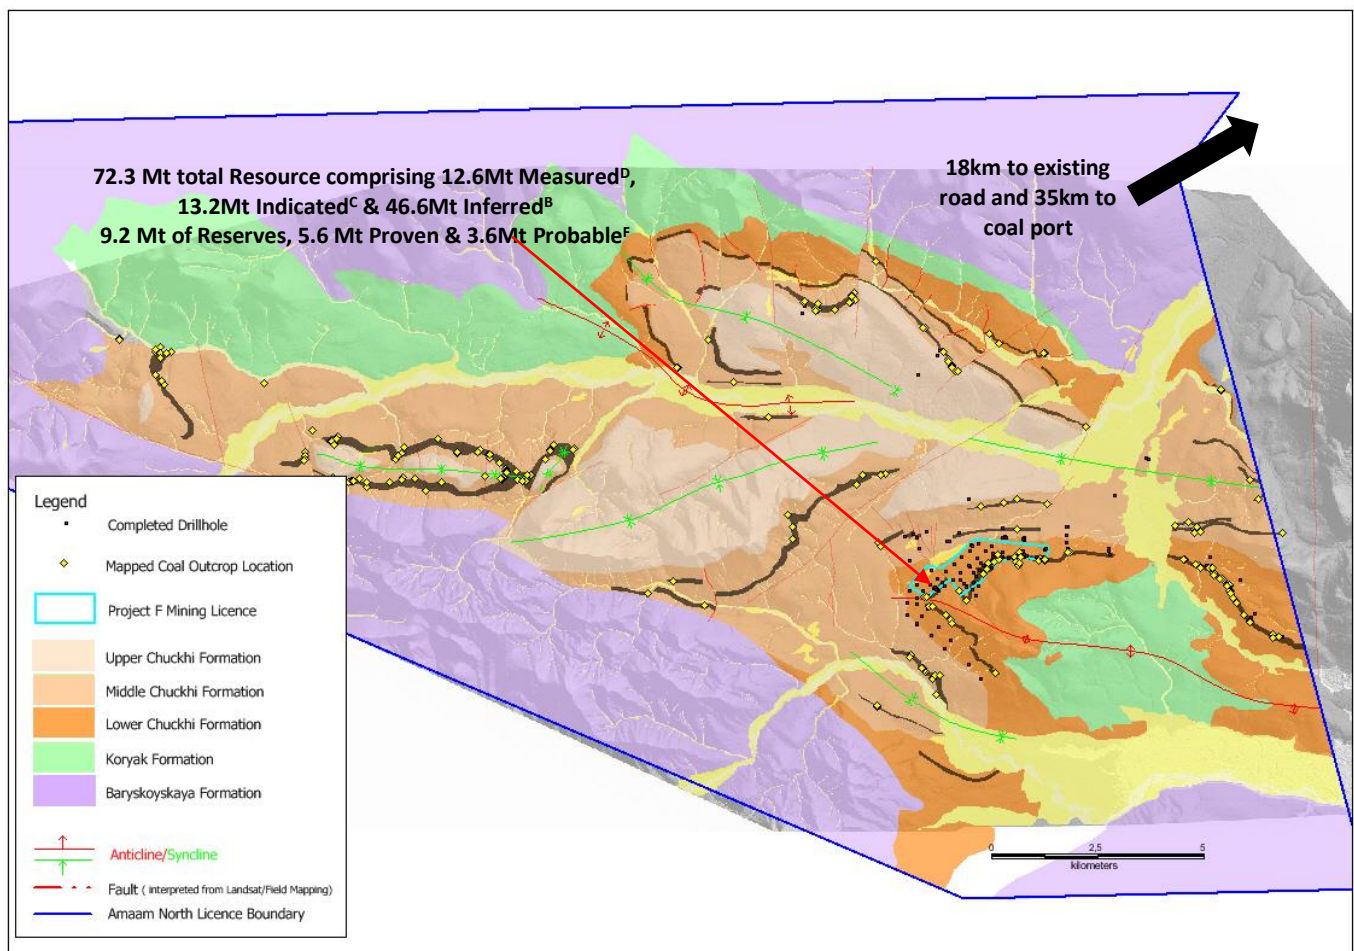 72.3 Mt total Resource comprising 12.6Mt Measuredᴰ,
13.2Mt Indicatedᶜ & 46.6Mt Inferredᴮ
9.2 Mt of Reserves, 5.6 Mt Proven & 3.6Mt Probableᴱ
18km to existing
road and 35km to
coal port
Legend
Completed Drillhole
Mapped Coal Outcrop Location
Project F Mining Licence
Upper Chuckhi Formation
Middle Chuckhi Formation
Lower Chuckhi Formation
Koryak Formation
Baryskoyskaya Formation
Anticline/Syncline
Fault ( interpreted from Landsat/Field Mapping)
Amaam North Licence Boundary
0 2,5 5
kilometers